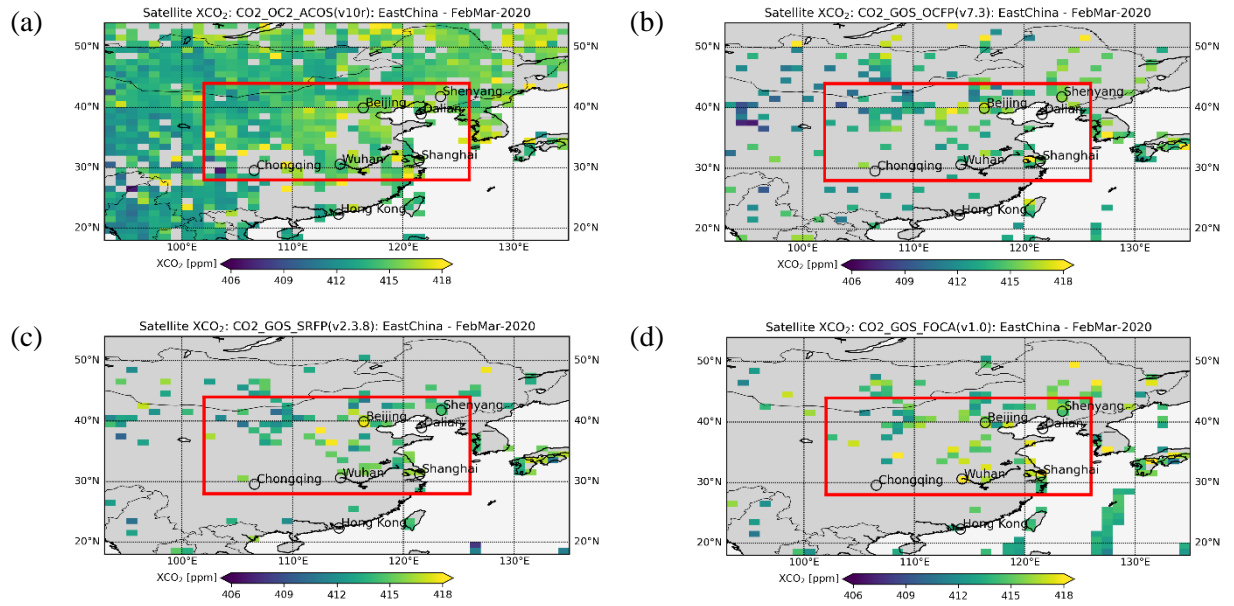 (a)
Satellite XCO₂: CO2_OC2_ACOS(v10r): EastChina - FebMar-2020
50°N
40°N
30°N
20°N
Shenyang
Beijing
Dalian
Chongqing
Wuhan
Shanghai
Hong Kong
50°N
40°N
30°N
20°N
100°E
110°E
120°E
130°E
XCO₂ [ppm]
406
409
412
415
418
(b)
Satellite XCO₂: CO2_GOS_OCFP(v7.3): EastChina - FebMar-2020
50°N
40°N
30°N
20°N
Shenyang
Beijing
Dalian
Chongqing
Wuhan
Shanghai
Hong Kong
50°N
40°N
30°N
20°N
100°E
110°E
120°E
130°E
XCO₂ [ppm]
406
409
412
415
418
(c)
Satellite XCO₂: CO2_GOS_SRFP(v2.3.8): EastChina - FebMar-2020
50°N
40°N
30°N
20°N
Shenyang
Beijing
Dalian
Chongqing
Wuhan
Shanghai
Hong Kong
50°N
40°N
30°N
20°N
100°E
110°E
120°E
130°E
XCO₂ [ppm]
406
409
412
415
418
(d)
Satellite XCO₂: CO2_GOS_FOCA(v1.0): EastChina - FebMar-2020
50°N
40°N
30°N
20°N
Shenyang
Beijing
Dalian
Chongqing
Wuhan
Shanghai
Hong Kong
50°N
40°N
30°N
20°N
100°E
110°E
120°E
130°E
XCO₂ [ppm]
406
409
412
415
418